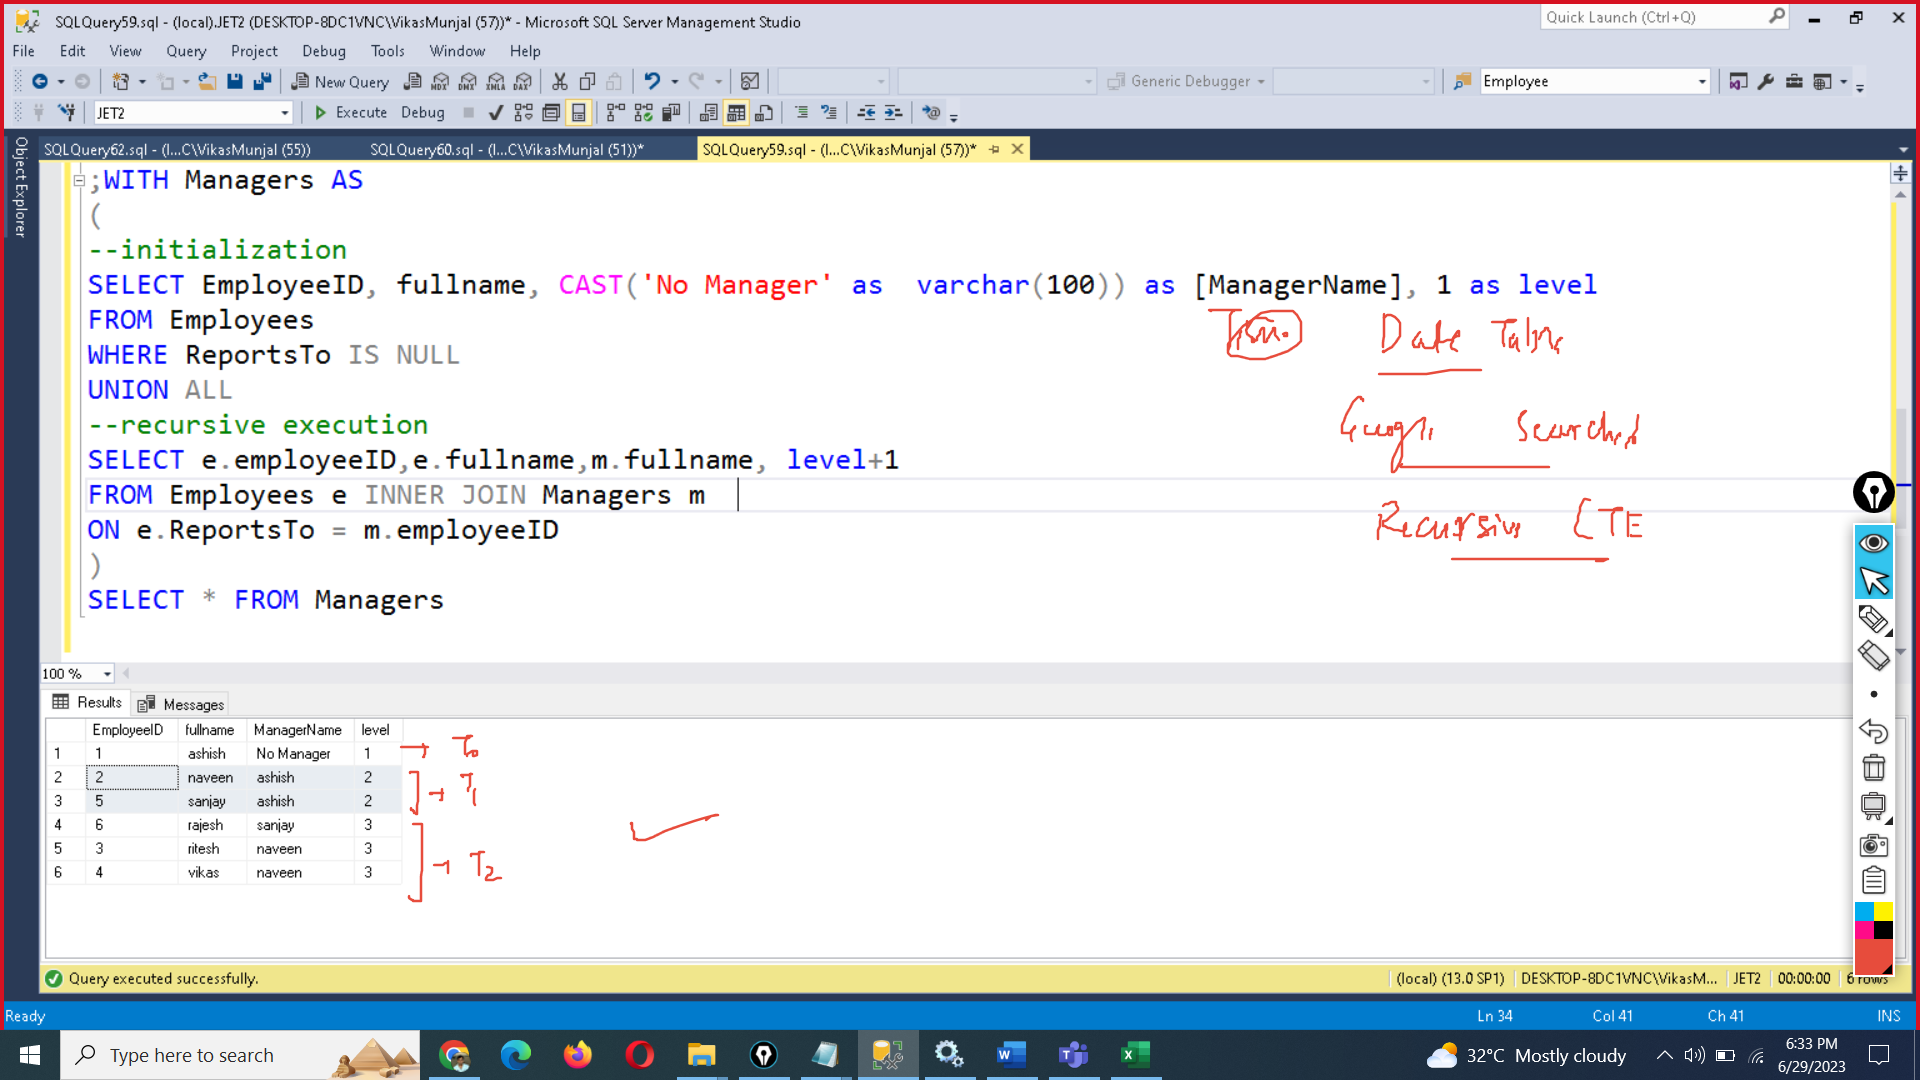 SQLQuery59.sql - (local).JET2 (DESKTOP-8DC1VNC\VikasMunjal (57))* - Microsoft SQL Server Management Studio
Quick Launch (Ctrl+Q)
File Edit View Query Project Debug Tools Window Help
New Query MDX DMX XMLA DAX Generic Debugger Employee
JET2 Execute Debug
Object Explorer
SQLQuery62.sql - (l...C\VikasMunjal (55)) SQLQuery60.sql - (l...C\VikasMunjal (51))* SQLQuery59.sql - (l...C\VikasMunjal (57))*
;WITH Managers AS
(
--initialization
SELECT EmployeeID, fullname, CAST('No Manager' as  varchar(100)) as [ManagerName], 1 as level
FROM Employees
WHERE ReportsTo IS NULL
UNION ALL
--recursive execution
SELECT e.employeeID,e.fullname,m.fullname, level+1
FROM Employees e INNER JOIN Managers m
ON e.ReportsTo = m.employeeID
)
SELECT * FROM Managers
Date Table
Searched
Recursive CTE
100 %
Results Messages
EmployeeID fullname ManagerName level
1 1 ashish No Manager 1
2 2 naveen ashish 2
3 5 sanjay ashish 2
4 6 rajesh sanjay 3
5 3 ritesh naveen 3
6 4 vikas naveen 3
T0
T1
T2
Query executed successfully.
(local) (13.0 SP1) DESKTOP-8DC1VNC\VikasM... JET2 00:00:00 6 rows
Ready Ln 34 Col 41 Ch 41 INS
Type here to search
32°C Mostly cloudy
6:33 PM
6/29/2023